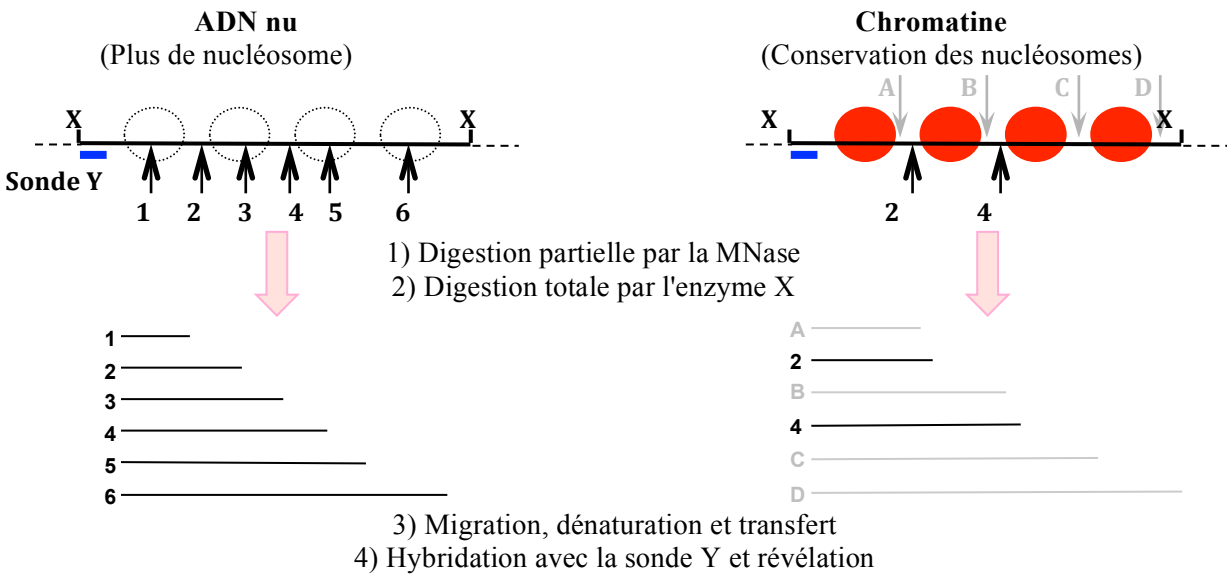 ADN nu
(Plus de nucléosome)
Chromatine
(Conservation des nucléosomes)
A B C D
X X
X X
Sonde Y
1 2 3 4 5 6
2 4
1) Digestion partielle par la MNase
2) Digestion totale par l'enzyme X
1
2
3
4
5
6
A
2
B
4
C
D
3) Migration, dénaturation et transfert
4) Hybridation avec la sonde Y et révélation